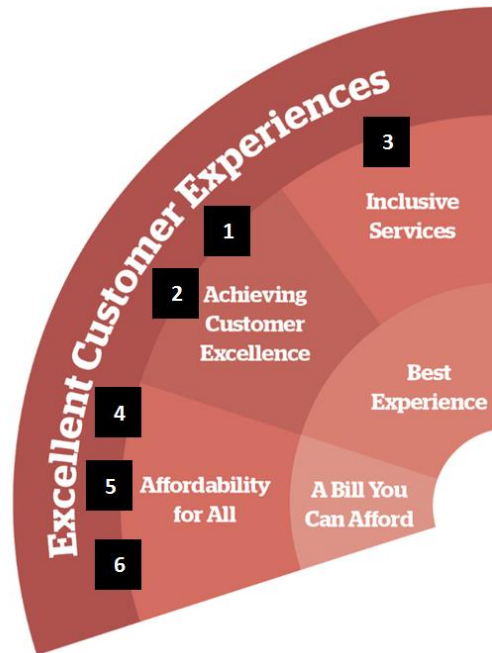 Excellent Customer Experiences
3
Inclusive
Services
1
2
Achieving
Customer
Excellence
Best
Experience
4
5
Affordability
for All
A Bill You
Can Afford
6